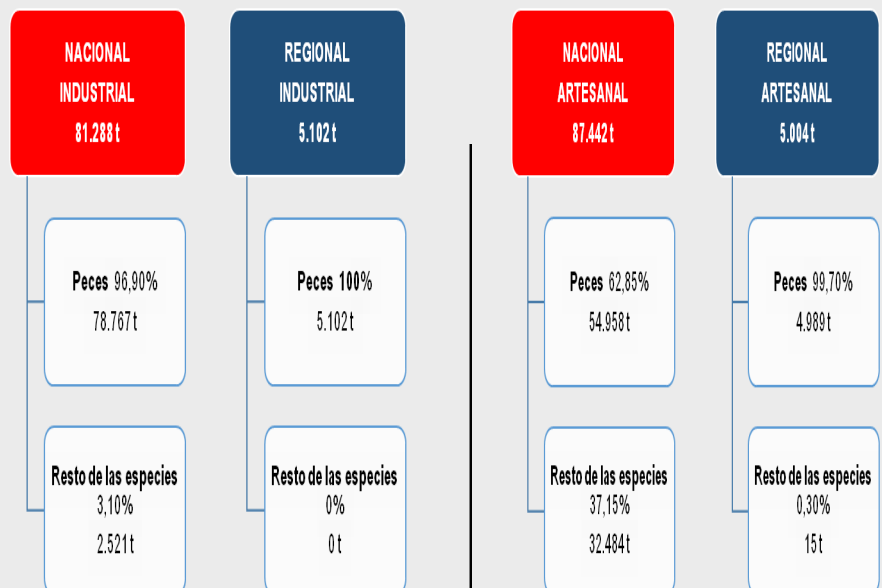 NACIONAL
INDUSTRIAL
81.288 t
Peces 96,90%
78.767 t
Resto de las especies
3,10%
2.521 t
REGIONAL
INDUSTRIAL
5.102 t
Peces 100%
5.102 t
Resto de las especies
0%
0 t
NACIONAL
ARTESANAL
87.442 t
Peces 62,85%
54.958 t
Resto de las especies
37,15%
32.484 t
REGIONAL
ARTESANAL
5.004 t
Peces 99,70%
4.989 t
Resto de las especies
0,30%
15 t